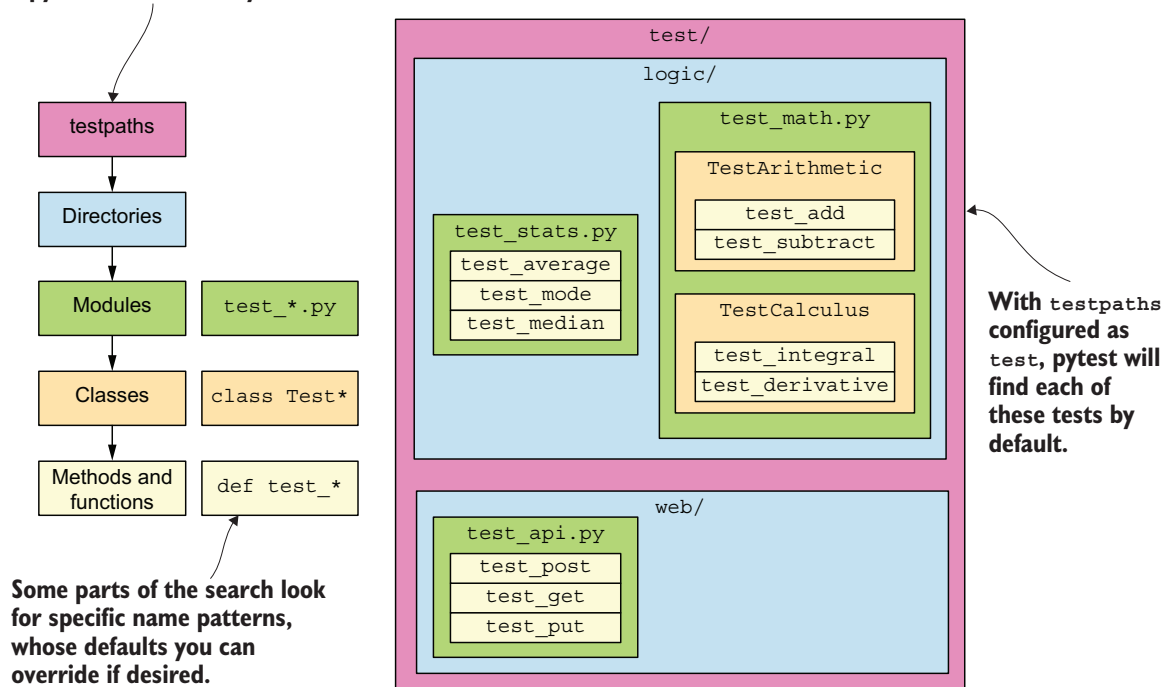 testpaths
Directories
Modules
test_*.py
Classes
class Test*
Methods and
functions
def test_*
Some parts of the search look
for specific name patterns,
whose defaults you can
override if desired.
test/
logic/
test_stats.py
test_average
test_mode
test_median
test_math.py
TestArithmetic
test_add
test_subtract
TestCalculus
test_integral
test_derivative
web/
test_api.py
test_post
test_get
test_put
With testpaths
configured as
test, pytest will
find each of
these tests by
default.